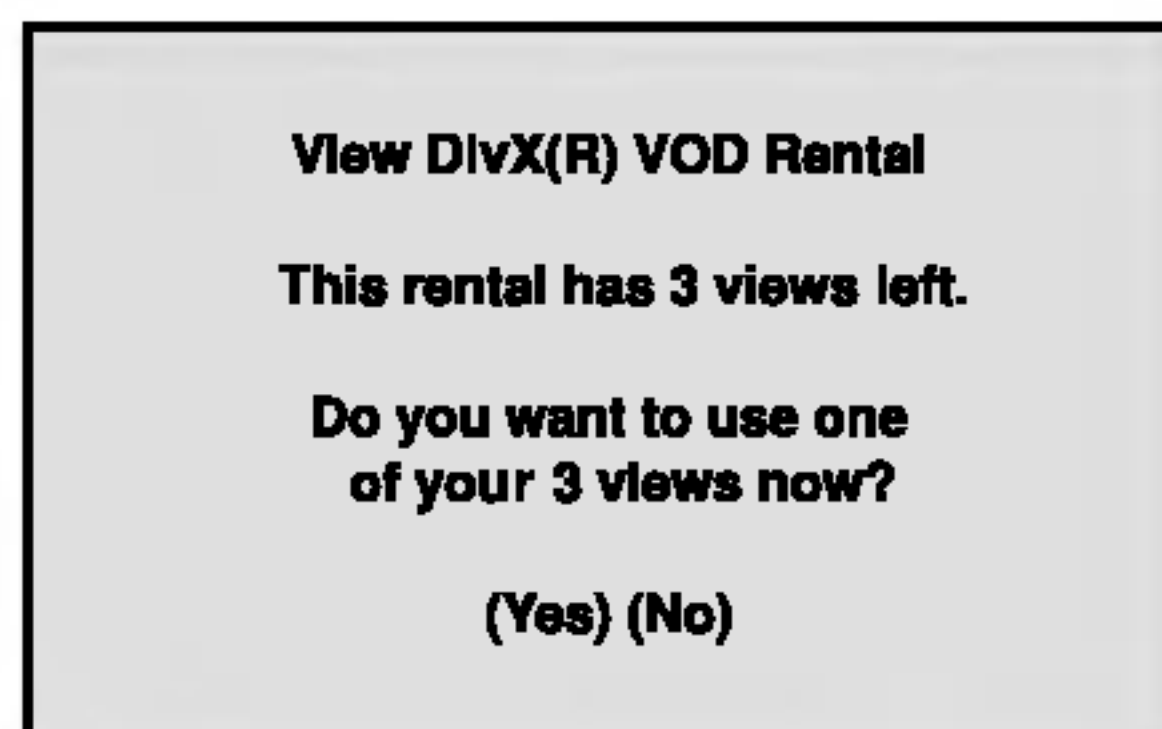 View DivX(R) VOD Rental
This rental has 3 views left.
Do you want to use one
of your 3 views now?
(Yes) (No)